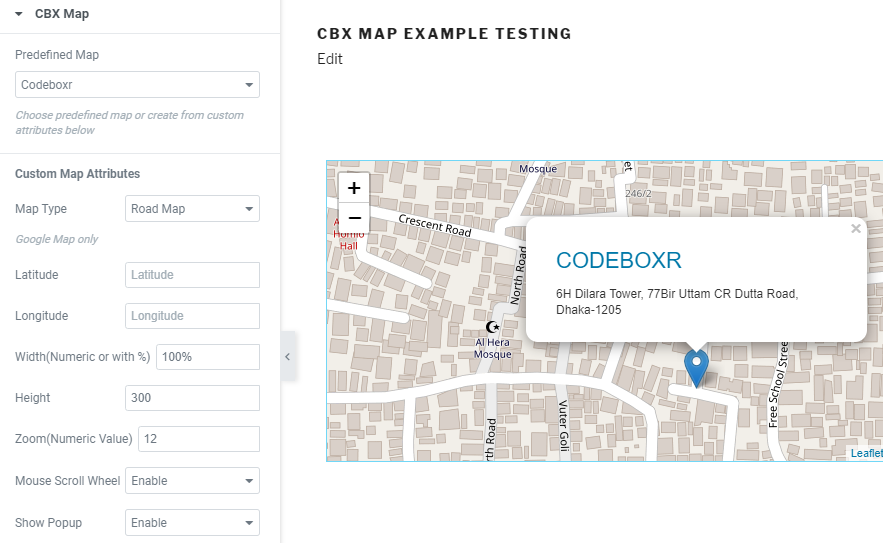 CBX Map
Predefined Map
Codeboxr
Choose predefined map or create from custom
attributes below
Custom Map Attributes
Map Type
Road Map
Google Map only
Latitude
Latitude
Longitude
Longitude
Width(Numeric or with %)
100%
Height
300
Zoom(Numeric Value)
12
Mouse Scroll Wheel
Enable
Show Popup
Enable
CBX MAP EXAMPLE TESTING
Edit
+
−
Mosque
246/2
Hall
Crescent Road
North Road
×
CODEBOXR
6H Dilara Tower, 77Bir Uttam CR Dutta Road,
Dhaka-1205
Al Hera
Mosque
Free School Stree
Vuter Goli
rth Road
Leaflet